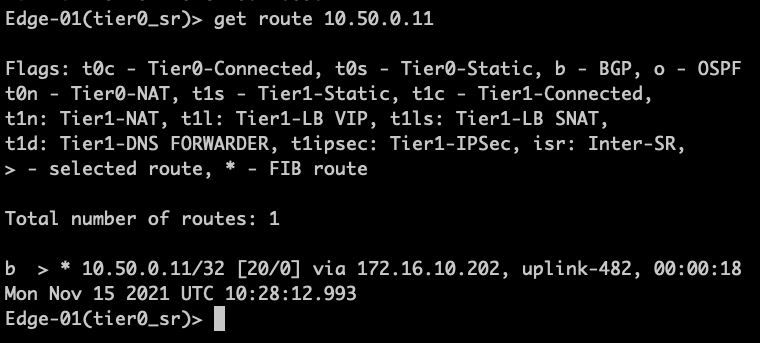 Edge-01(tier0_sr)> get route 10.50.0.11
Flags: t0c - Tier0-Connected, t0s - Tier0-Static, b - BGP, o - OSPF
t0n - Tier0-NAT, t1s - Tier1-Static, t1c - Tier1-Connected,
t1n: Tier1-NAT, t1l: Tier1-LB VIP, t1ls: Tier1-LB SNAT,
t1d: Tier1-DNS FORWARDER, t1ipsec: Tier1-IPSec, isr: Inter-SR,
> - selected route, * - FIB route
Total number of routes: 1
b  > * 10.50.0.11/32 [20/0] via 172.16.10.202, uplink-482, 00:00:18
Mon Nov 15 2021 UTC 10:28:12.993
Edge-01(tier0_sr)>